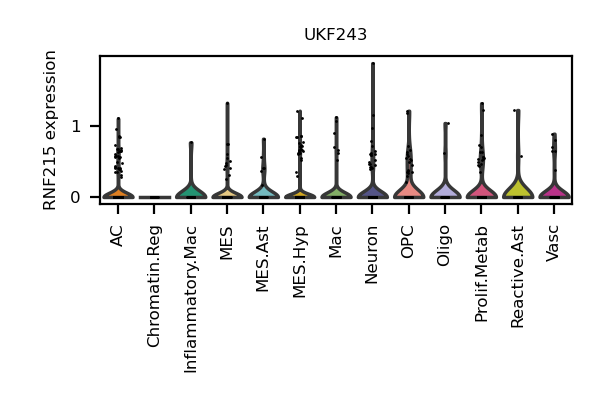 UKF243
RNF215 expression
1
0
AC
Chromatin.Reg
Inflammatory.Mac
MES
MES.Ast
MES.Hyp
Mac
Neuron
OPC
Oligo
Prolif.Metab
Reactive.Ast
Vasc